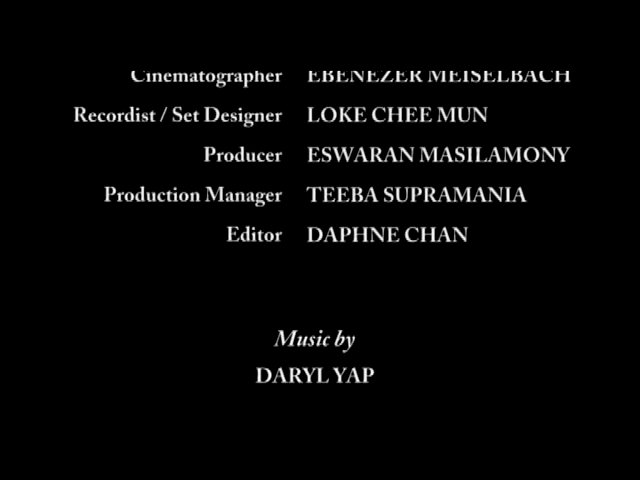 Cinematographer EBENEZER MEISELBACH
Recordist / Set Designer LOKE CHEE MUN
Producer ESWARAN MASILAMONY
Production Manager TEEBA SUPRAMANIA
Editor DAPHNE CHAN
Music by
DARYL YAP